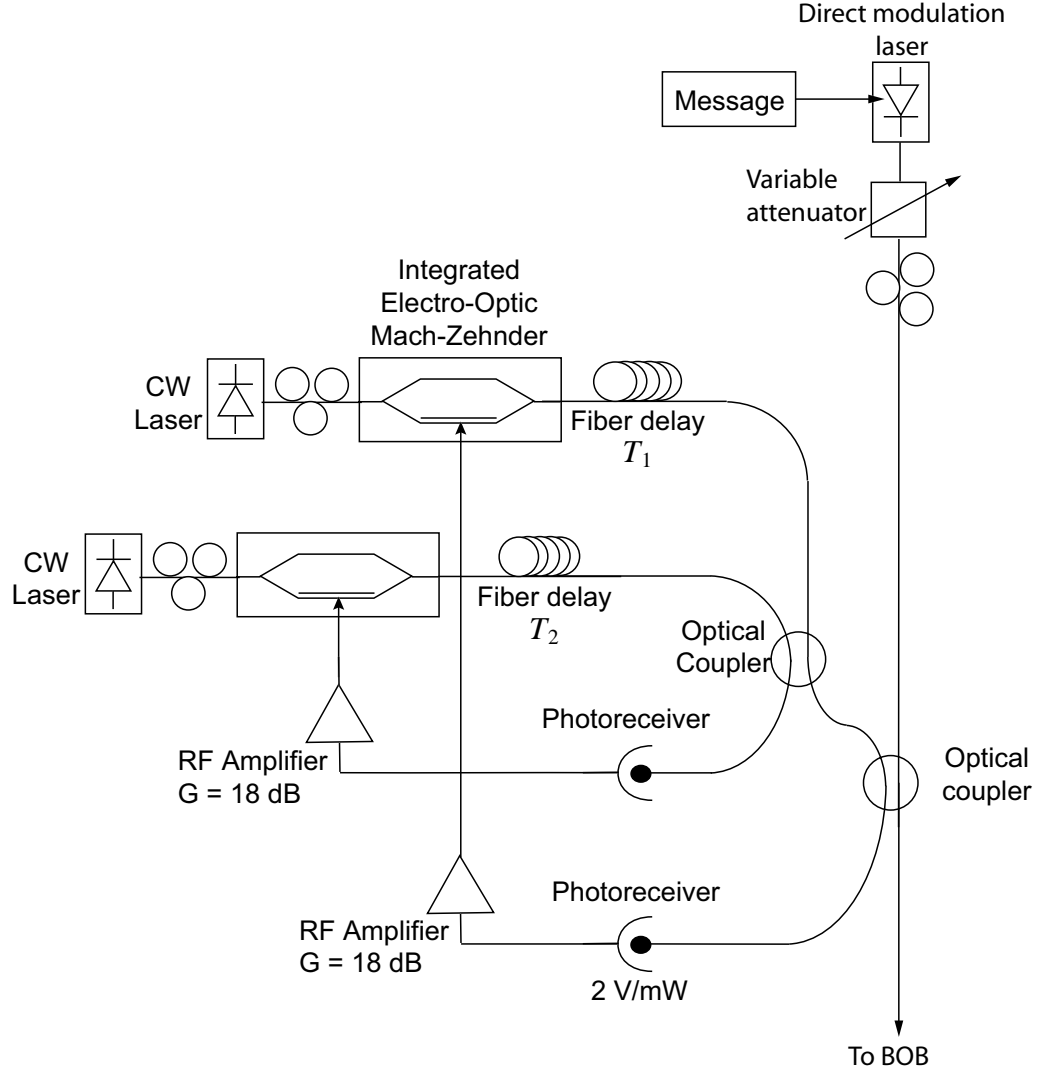 Direct modulation
laser
Message
Variable
attenuator
Integrated
Electro-Optic
Mach-Zehnder
CW
Laser
Fiber delay
T1
CW
Laser
Fiber delay
T2
Optical
Coupler
Photoreceiver
RF Amplifier
G = 18 dB
Optical
coupler
Photoreceiver
RF Amplifier
G = 18 dB
2 V/mW
To BOB